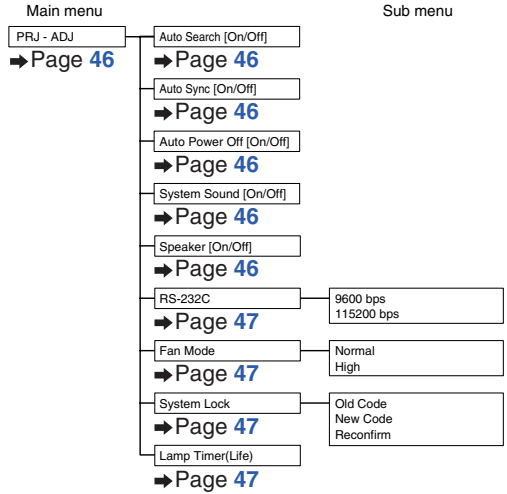 Main menu
Sub menu
PRJ - ADJ
➡Page 46
Auto Search [On/Off]
➡Page 46
Auto Sync [On/Off]
➡Page 46
Auto Power Off [On/Off]
➡Page 46
System Sound [On/Off]
➡Page 46
Speaker [On/Off]
➡Page 46
RS-232C
➡Page 47
9600 bps
115200 bps
Fan Mode
➡Page 47
Normal
High
System Lock
➡Page 47
Old Code
New Code
Reconfirm
Lamp Timer(Life)
➡Page 47